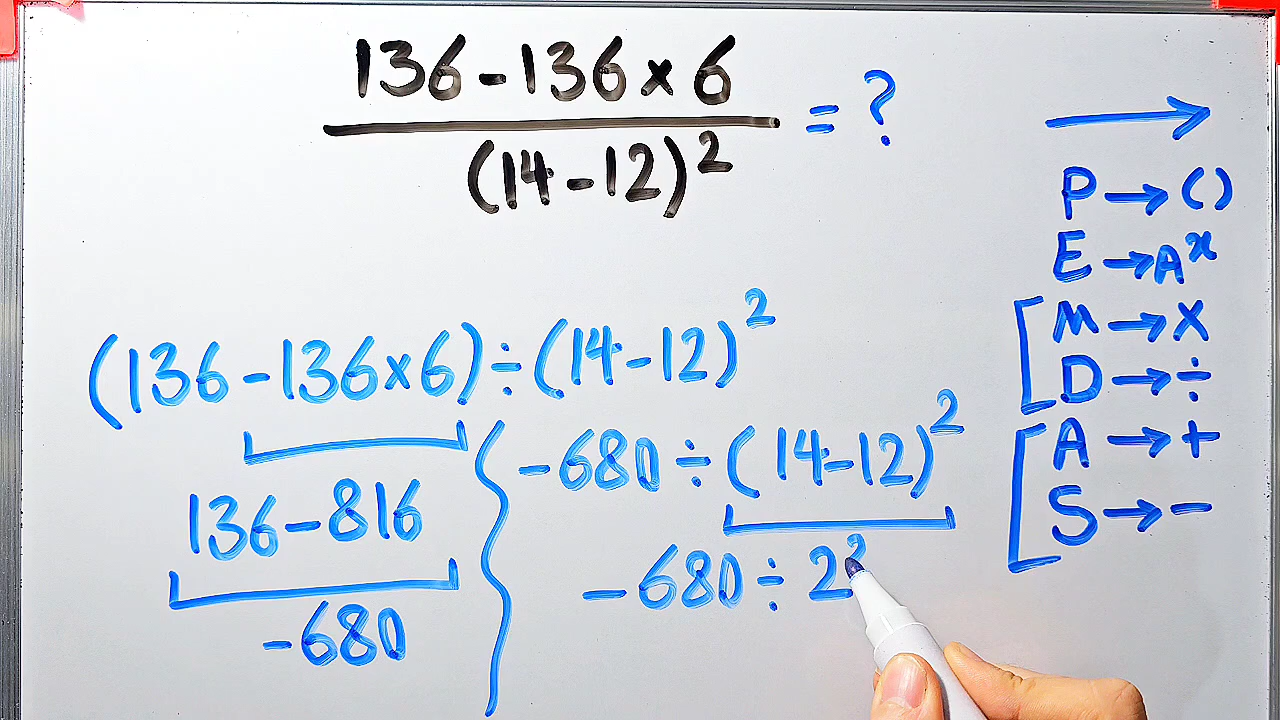 136 - 136 × 6
(14 - 12)²
= ?
(136 - 136 × 6) ÷ (14 - 12)²
136 - 816
-680
-680 ÷ (14 - 12)²
-680 ÷ 2²
P → ()
E → Aˣ
M → X
D → ÷
A → +
S → -